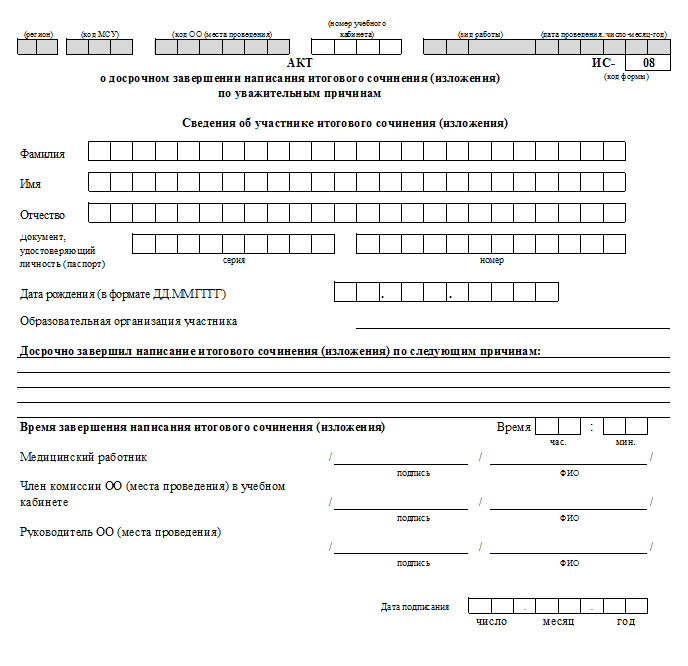 (регион) (код МСУ) (код ОО (места проведения) (номер учебного кабинета) (вид работы) (дата проведения.:число-месяц-год)
АКТ ИС- 08
о досрочном завершении написания итогового сочинения (изложения) (код формы)
по уважительным причинам
Сведения об участнике итогового сочинения (изложения)
Фамилия
Имя
Отчество
Документ,
удостоверяющий
личность (паспорт)
серия номер
Дата рождения (в формате ДД.ММ.ГГГГ) . .
Образовательная организация участника
Досрочно завершил написание итогового сочинения (изложения) по следующим причинам:
Время завершения написания итогового сочинения (изложения) Время :
час. мин.
Медицинский работник / / /
подпись ФИО
Член комиссии ОО (места проведения) в учебном
кабинете / / /
подпись ФИО
Руководитель ОО (места проведения)
/ / /
подпись ФИО
Дата подписания . .
число месяц год